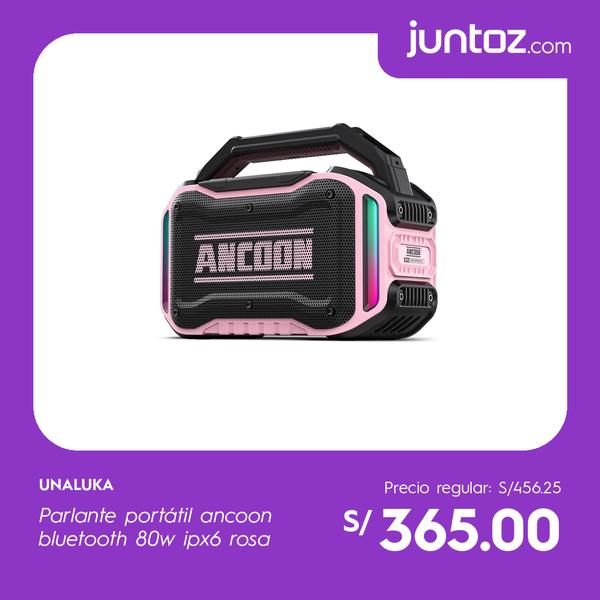 juntoz.com
ANCOON
ANCOON
UNALUKA
Parlante portátil ancoon
bluetooth 80w ipx6 rosa
Precio regular: S/456.25
S/ 365.00